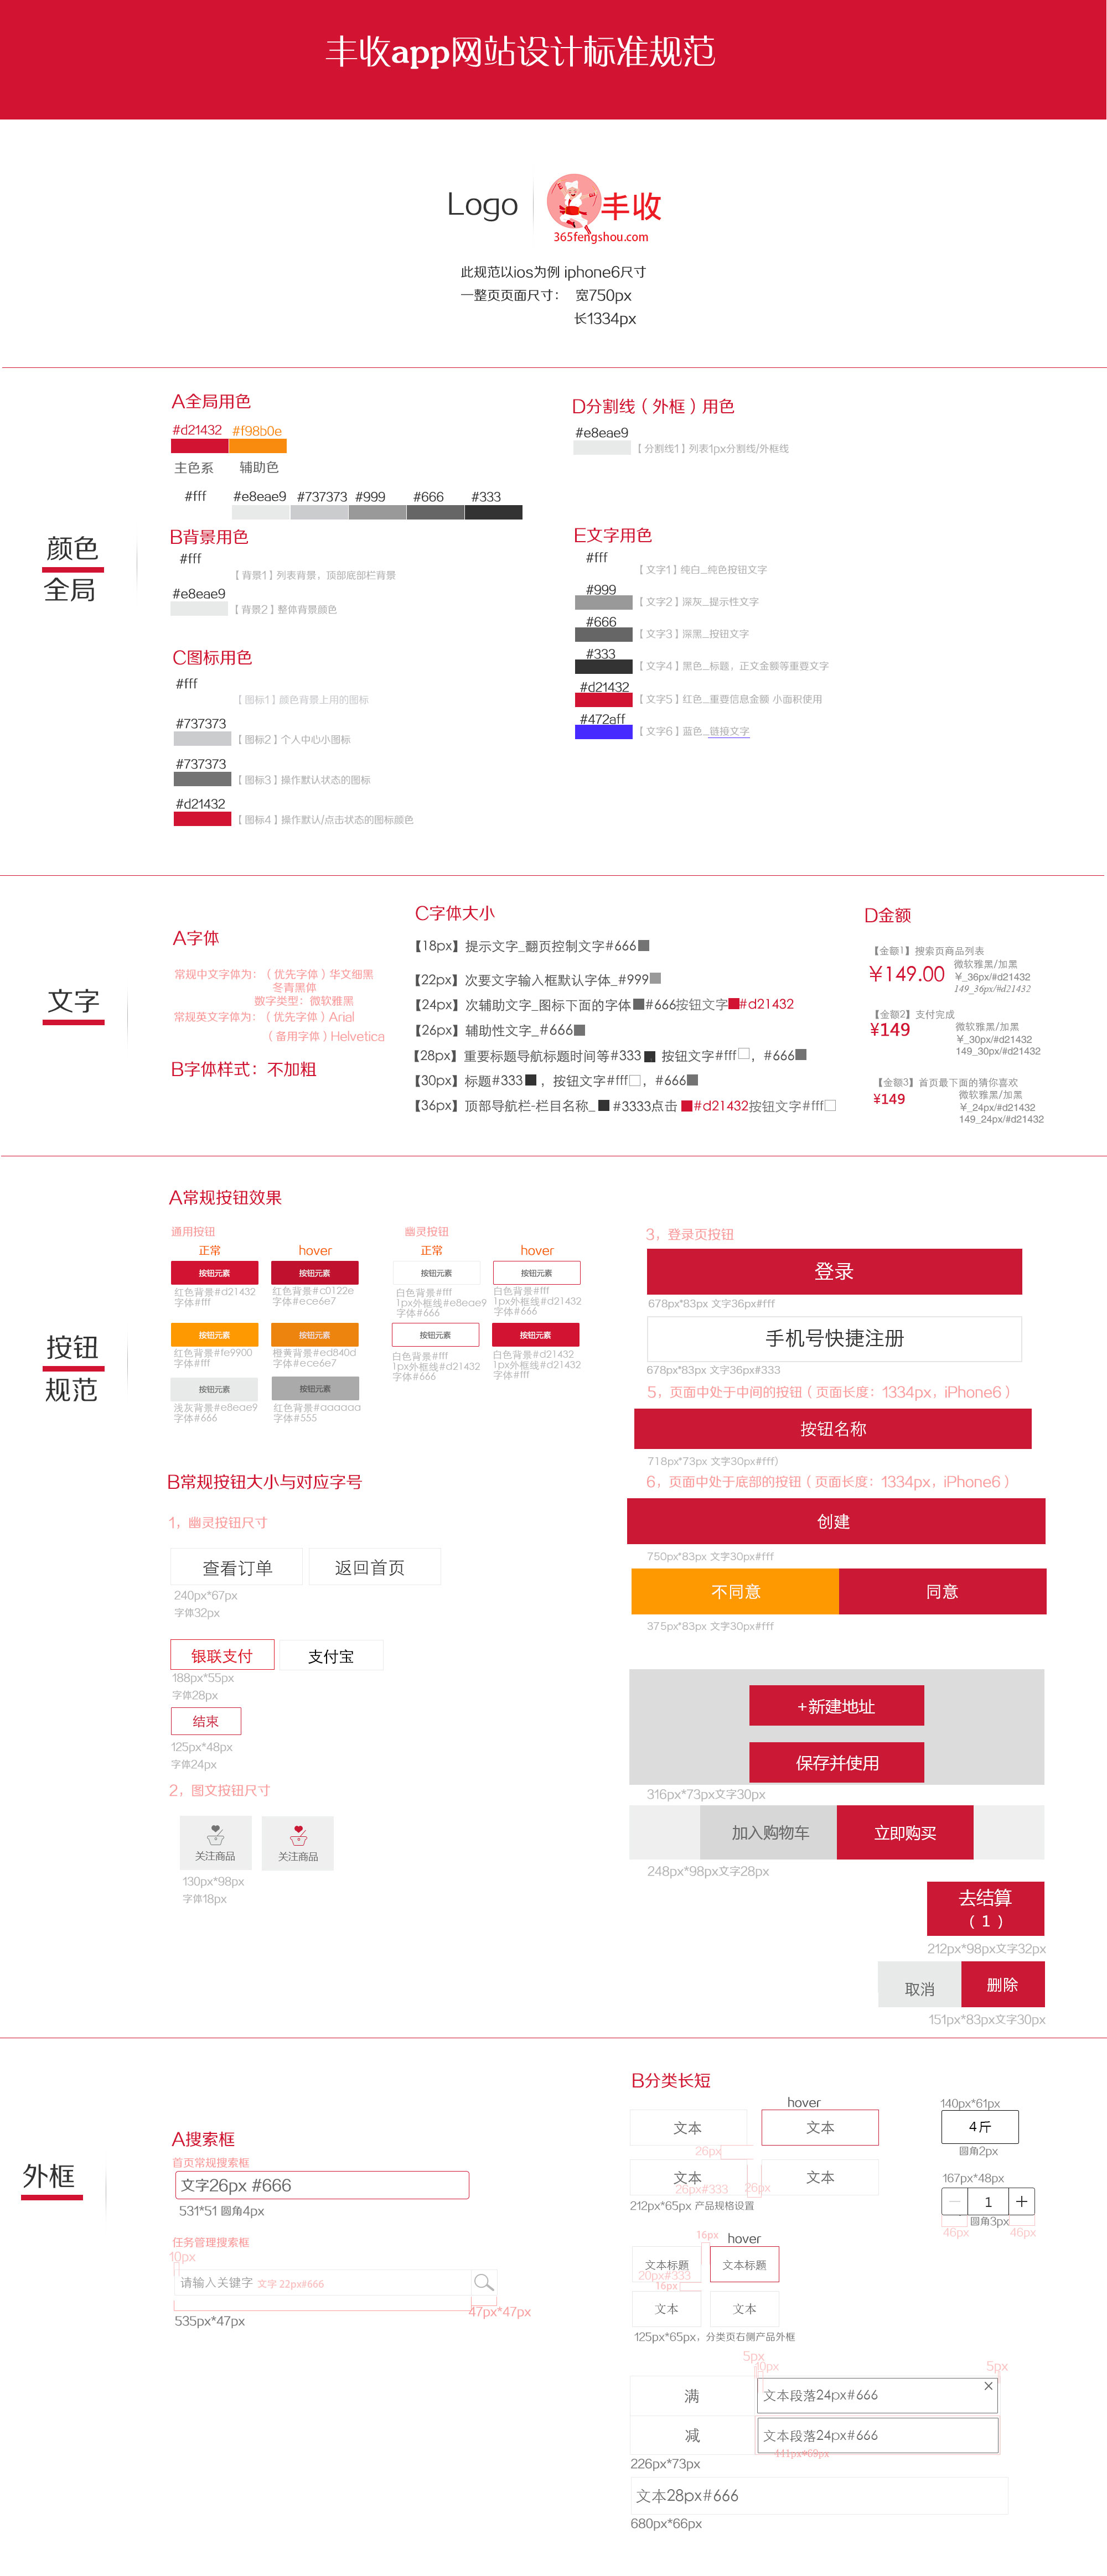 丰收app网站设计标准规范
Logo
丰收
365fengshou.com
此规范以ios为例 iphone6尺寸
一整页页面尺寸： 宽750px
长1334px
颜色
全局
A全局用色
#d21432 #f98b0e
主色系 辅助色
#fff #e8eae9 #737373 #999 #666 #333
B背景用色
#fff
【背景1】列表背景，顶部底部栏背景
#e8eae9
【背景2】整体背景颜色
C图标用色
#fff
【图标1】颜色背景上用的图标
#737373
【图标2】个人中心小图标
#737373
【图标3】操作默认状态的图标
#d21432
【图标4】操作默认/点击状态的图标颜色
D分割线（外框）用色
#e8eae9
【分割线1】列表1px分割线/外框线
E文字用色
#fff
【文字1】纯白_纯色按钮文字
#999
【文字2】深灰_提示性文字
#666
【文字3】深黑_按钮文字
#333
【文字4】黑色_标题，正文金额等重要文字
#d21432
【文字5】红色_重要信息金额 小面积使用
#472aff
【文字6】蓝色_链接文字
文字
A字体
常规中文字体为：（优先字体）华文细黑
冬青黑体
数字类型：微软雅黑
常规英文字体为：（优先字体）Arial
（备用字体）Helvetica
B字体样式：不加粗
C字体大小
【18px】提示文字_翻页控制文字#666
【22px】次要文字输入框默认字体_#999
【24px】次辅助文字_图标下面的字体#666按钮文字#d21432
【26px】辅助性文字_#666
【28px】重要标题导航标题时间等#333 按钮文字#fff，#666
【30px】标题#333，按钮文字#fff，#666
【36px】顶部导航栏-栏目名称_#3333点击#d21432按钮文字#fff
D金额
【金额1】搜索页商品列表
¥149.00
微软雅黑/加黑
¥_36px/#d21432
149_36px/#d21432
【金额2】支付完成
¥149
微软雅黑/加黑
¥_30px/#d21432
149_30px/#d21432
【金额3】首页最下面的猜你喜欢
¥149
微软雅黑/加黑
¥_24px/#d21432
149_24px/#d21432
按钮
规范
A常规按钮效果
通用按钮 幽灵按钮
正常 hover 正常 hover
按钮元素 按钮元素 按钮元素 按钮元素
红色背景#d21432
字体#fff
红色背景#c0122e
字体#ece6e7
白色背景#fff
1px外框线#e8eae9
字体#666
白色背景#fff
1px外框线#d21432
字体#666
按钮元素 按钮元素 按钮元素 按钮元素
红色背景#fe9900
字体#fff
橙黄背景#ed840d
字体#ece6e7
白色背景#fff
1px外框线#d21432
字体#666
白色背景#d21432
1px外框线#d21432
字体#fff
按钮元素 按钮元素
浅灰背景#e8eae9
字体#666
红色背景#aaaaaa
字体#555
B常规按钮大小与对应字号
1，幽灵按钮尺寸
查看订单 返回首页
240px*67px
字体32px
银联支付 支付宝
188px*55px
字体28px
结束
125px*48px
字体24px
2，图文按钮尺寸
关注商品 关注商品
130px*98px
字体18px
3，登录页按钮
登录
678px*83px 文字36px#fff
手机号快捷注册
678px*83px 文字36px#333
5，页面中处于中间的按钮（页面长度：1334px，iPhone6）
按钮名称
718px*73px 文字30px#fff)
6，页面中处于底部的按钮（页面长度：1334px，iPhone6）
创建
750px*83px 文字30px#fff
不同意 同意
375px*83px 文字30px#fff
+新建地址
保存并使用
316px*73px文字30px
加入购物车 立即购买
248px*98px文字28px
去结算
（1）
212px*98px文字32px
取消 删除
151px*83px文字30px
外框
A搜索框
首页常规搜索框
文字26px #666
531*51 圆角4px
任务管理搜索框
10px
请输入关键字 文字 22px#666
47px*47px
535px*47px
B分类长短
hover
文本 文本
26px
文本 文本
26px#333 26px
212px*65px 产品规格设置
140px*61px
4斤
圆角2px
167px*48px
1
圆角3px
46px 46px
16px hover
文本标题 文本标题
20px#333
16px
文本 文本
125px*65px，分类页右侧产品外框
5px
10px 5px
满 文本段落24px#666
减 文本段落24px#666
441px*69px
226px*73px
文本28px#666
680px*66px